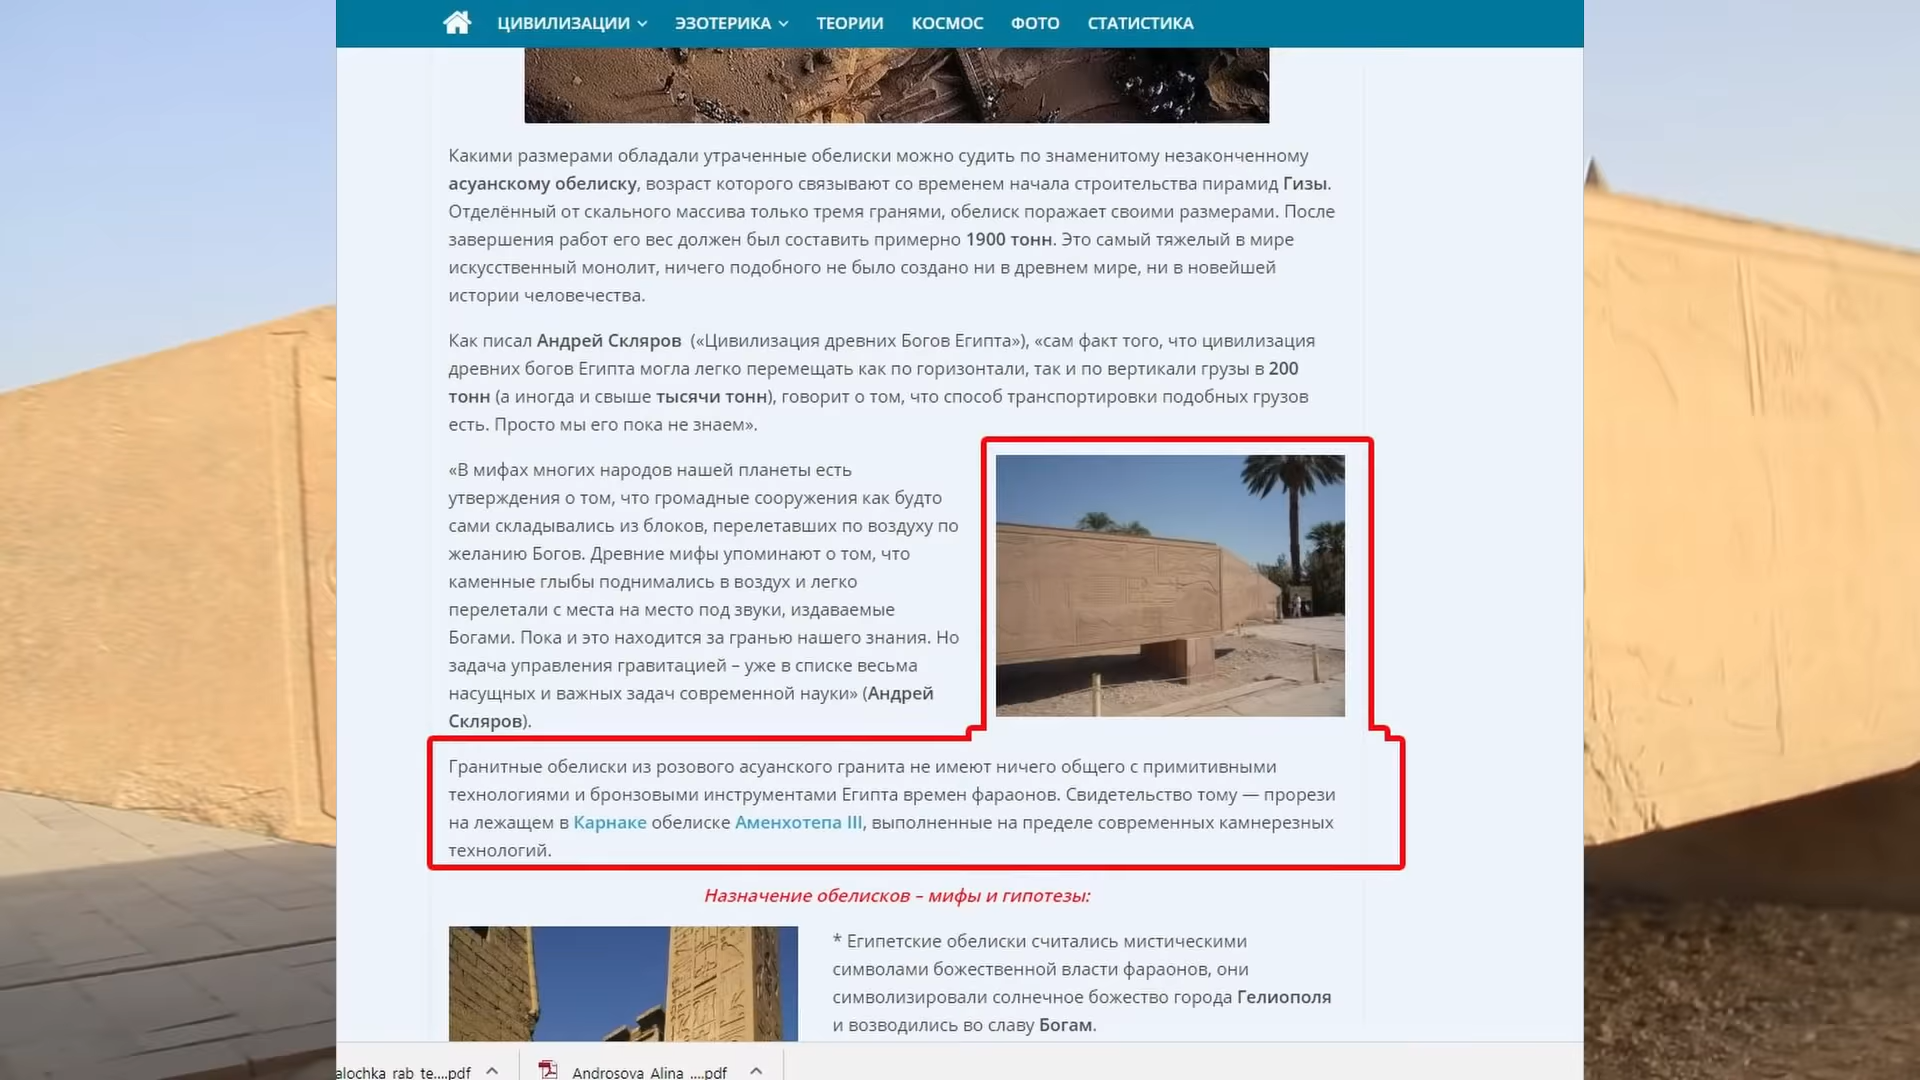 ЦИВИЛИЗАЦИИ ЭЗОТЕРИКА ТЕОРИИ КОСМОС ФОТО СТАТИСТИКА
Какими размерами обладали утраченные обелиски можно судить по знаменитому незаконченному
асуанскому обелиску, возраст которого связывают со временем начала строительства пирамид Гизы.
Отделённый от скального массива только тремя гранями, обелиск поражает своими размерами. После
завершения работ его вес должен был составить примерно 1900 тонн. Это самый тяжелый в мире
искусственный монолит, ничего подобного не было создано ни в древнем мире, ни в новейшей
истории человечества.
Как писал Андрей Скляров («Цивилизация древних Богов Египта»), «сам факт того, что цивилизация
древних богов Египта могла легко перемещать как по горизонтали, так и по вертикали грузы в 200
тонн (а иногда и свыше тысячи тонн), говорит о том, что способ транспортировки подобных грузов
есть. Просто мы его пока не знаем».
«В мифах многих народов нашей планеты есть
утверждения о том, что громадные сооружения как будто
сами складывались из блоков, перелетавших по воздуху по
желанию Богов. Древние мифы упоминают о том, что
каменные глыбы поднимались в воздух и легко
перелетали с места на место под звуки, издаваемые
Богами. Пока и это находится за гранью нашего знания. Но
задача управления гравитацией – уже в списке весьма
насущных и важных задач современной науки» (Андрей
Скляров).
Гранитные обелиски из розового асуанского гранита не имеют ничего общего с примитивными
технологиями и бронзовыми инструментами Египта времен фараонов. Свидетельство тому — прорези
на лежащем в Карнаке обелиске Аменхотепа III, выполненные на пределе современных камнерезных
технологий.
Назначение обелисков – мифы и гипотезы:
* Египетские обелиски считались мистическими
символами божественной власти фараонов, они
символизировали солнечное божество города Гелиополя
и возводились во славу Богам.
alochka_rab_te....pdf Androsova_Alina_....pdf